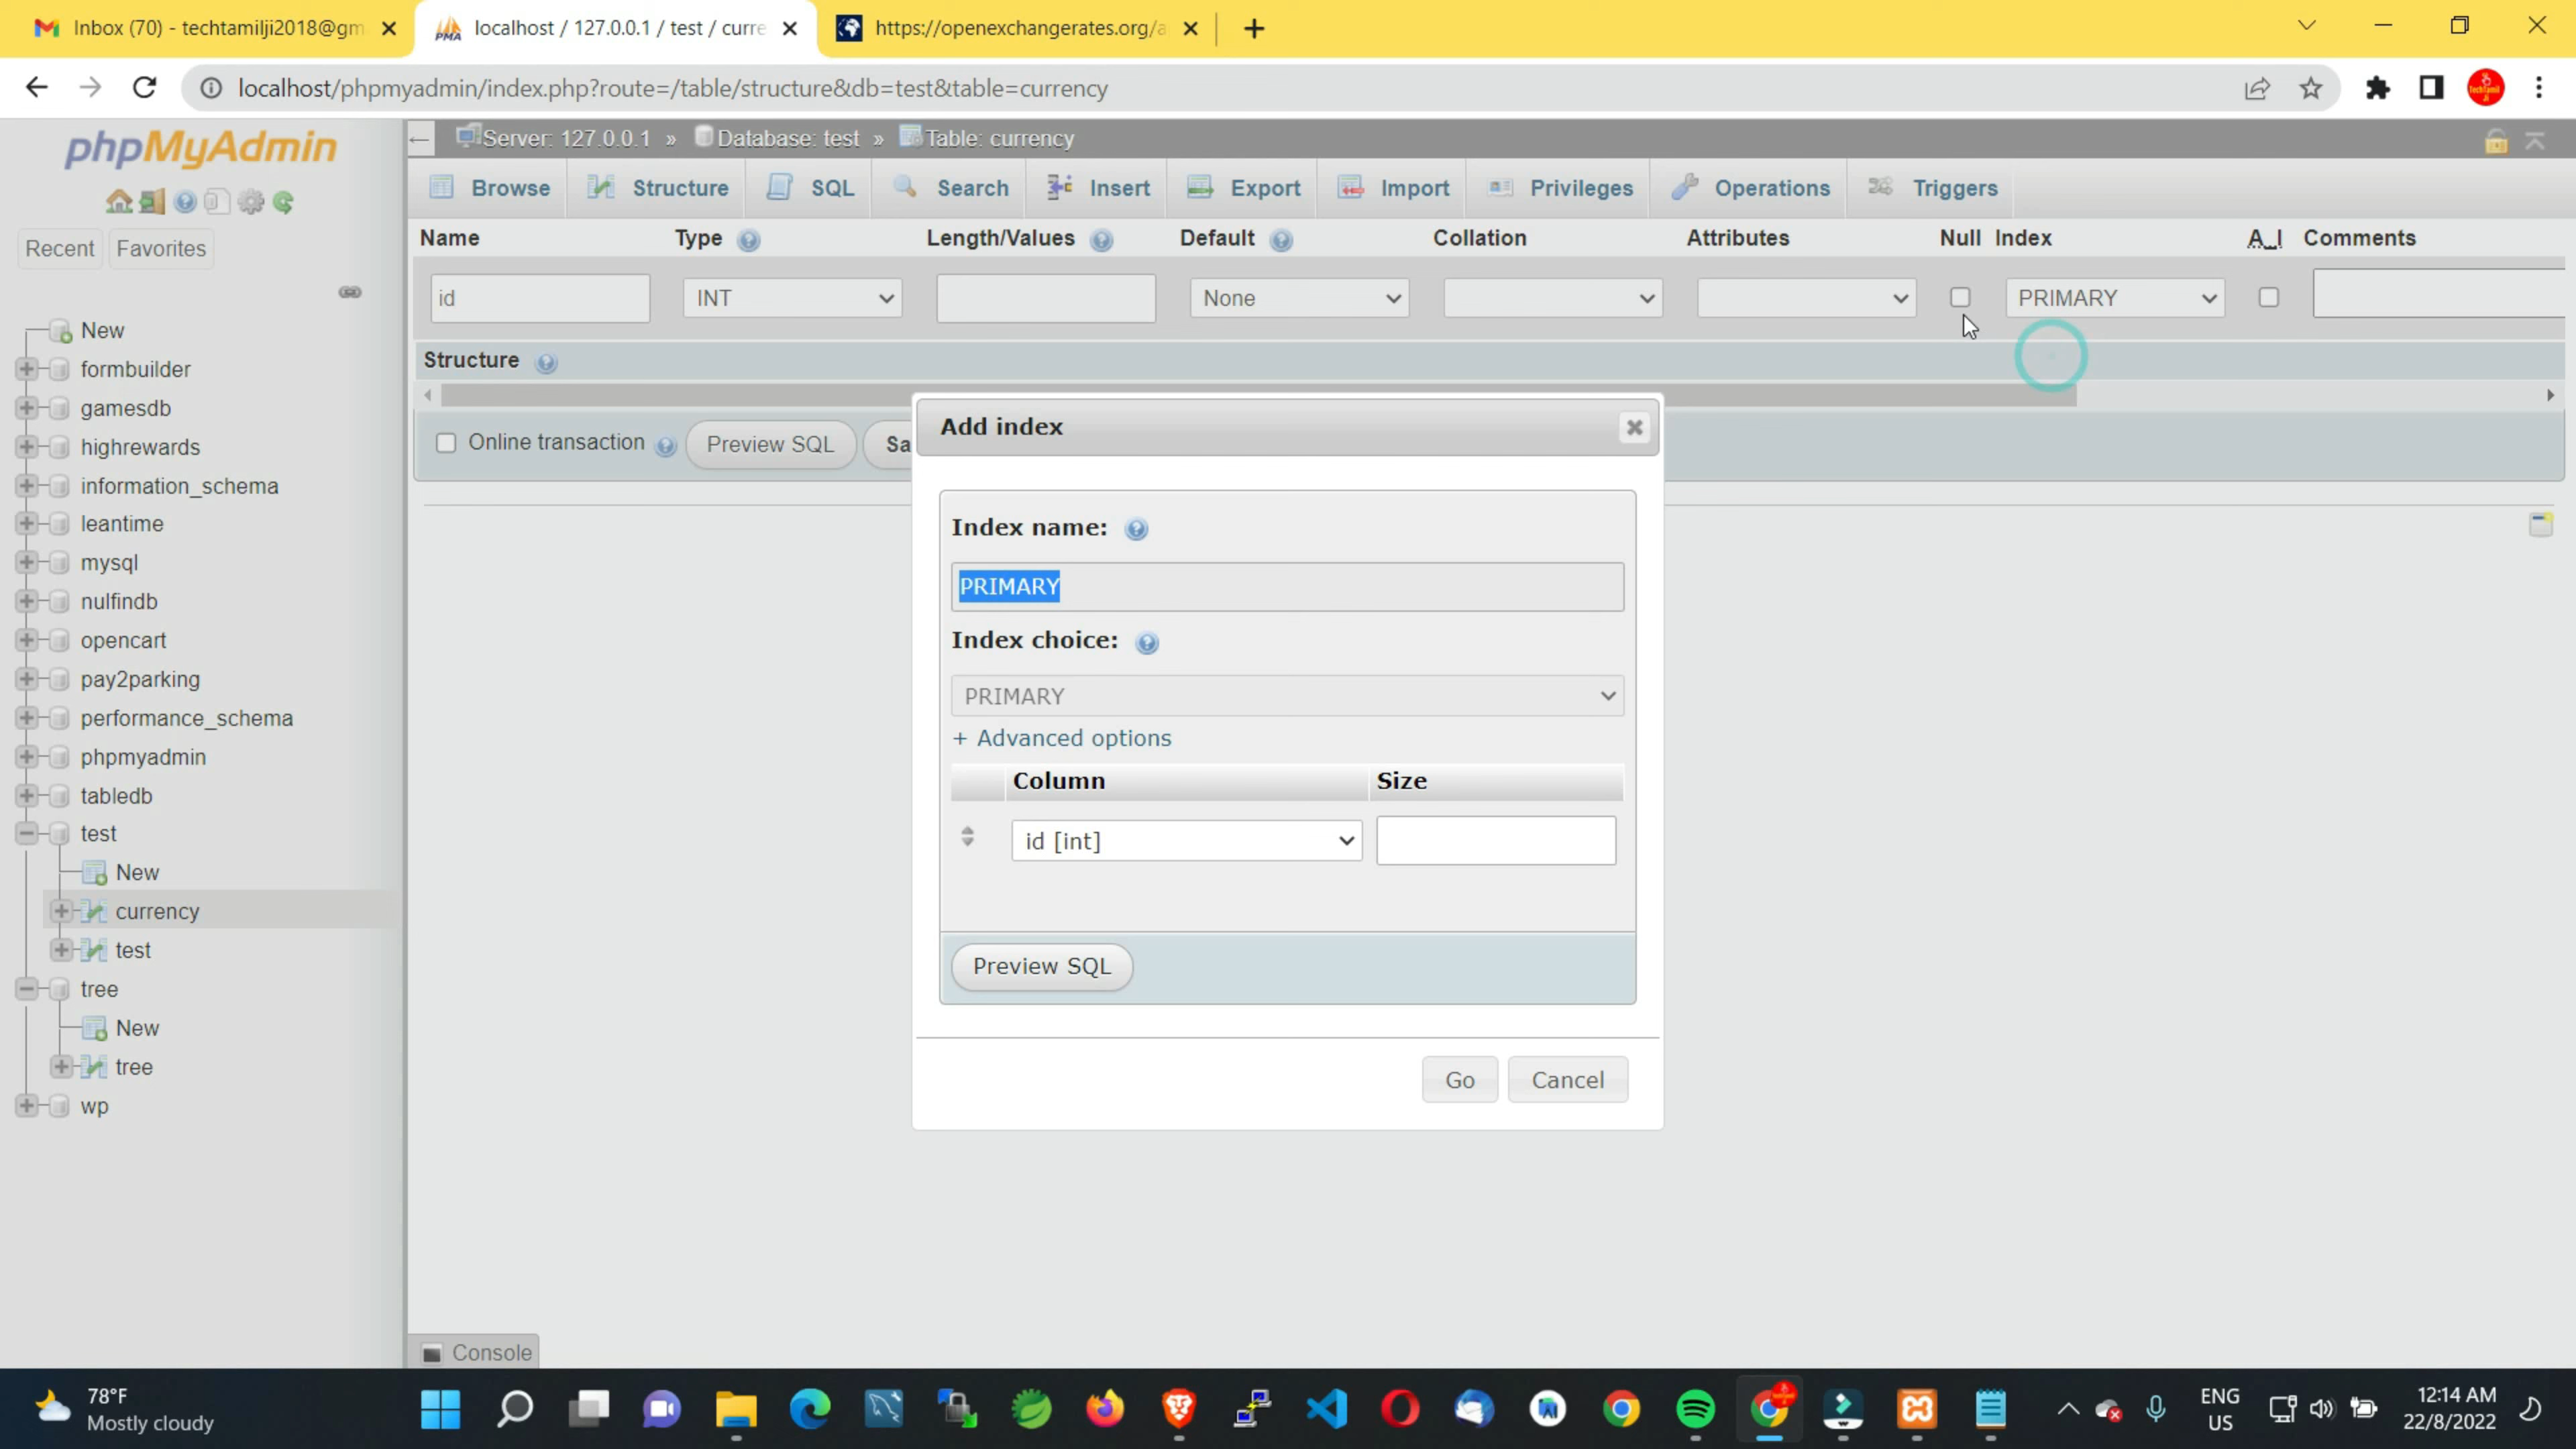 Inbox (70) - techtamilji2018@gm
localhost / 127.0.0.1 / test / curre
https://openexchangerates.org/a
localhost/phpmyadmin/index.php?route=/table/structure&db=test&table=currency
phpMyAdmin
Recent
Favorites
New
formbuilder
gamesdb
highrewards
information_schema
leantime
mysql
nulfindb
opencart
pay2parking
performance_schema
phpmyadmin
tabledb
test
New
currency
test
tree
New
tree
wp
Server: 127.0.0.1 » Database: test » Table: currency
Browse
Structure
SQL
Search
Insert
Export
Import
Privileges
Operations
Triggers
Name Type Length/Values Default Collation Attributes Null Index A_I Comments
id INT None PRIMARY
Structure
Online transaction Preview SQL Sa
Add index
Index name:
PRIMARY
Index choice:
PRIMARY
+ Advanced options
Column Size
id [int]
Preview SQL
Go Cancel
Console
78°F
Mostly cloudy
ENG
US
12:14 AM
22/8/2022